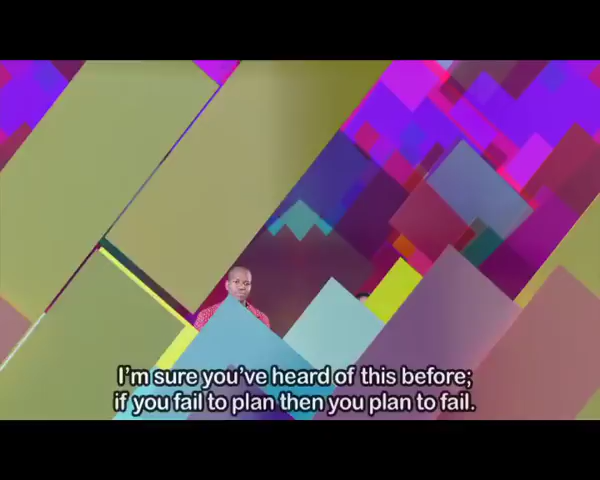 I'm sure you've heard of this before;
if you fail to plan then you plan to fail.